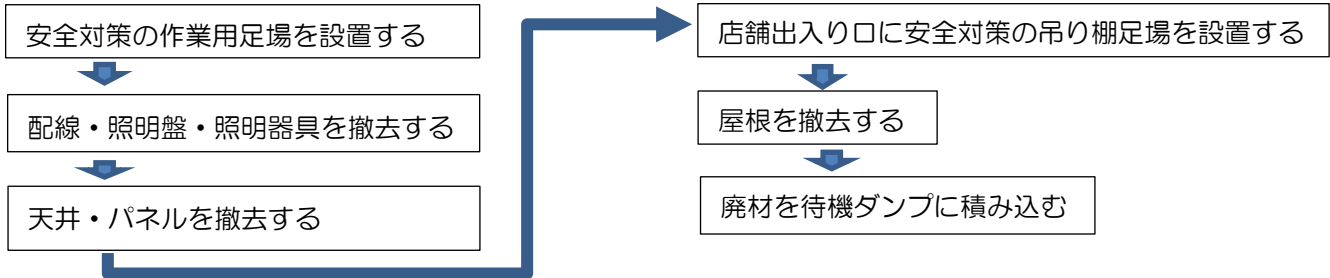 安全対策の作業用足場を設置する
配線・照明盤・照明器具を撤去する
天井・パネルを撤去する
店舗出入り口に安全対策の吊り棚足場を設置する
屋根を撤去する
廃材を待機ダンプに積み込む